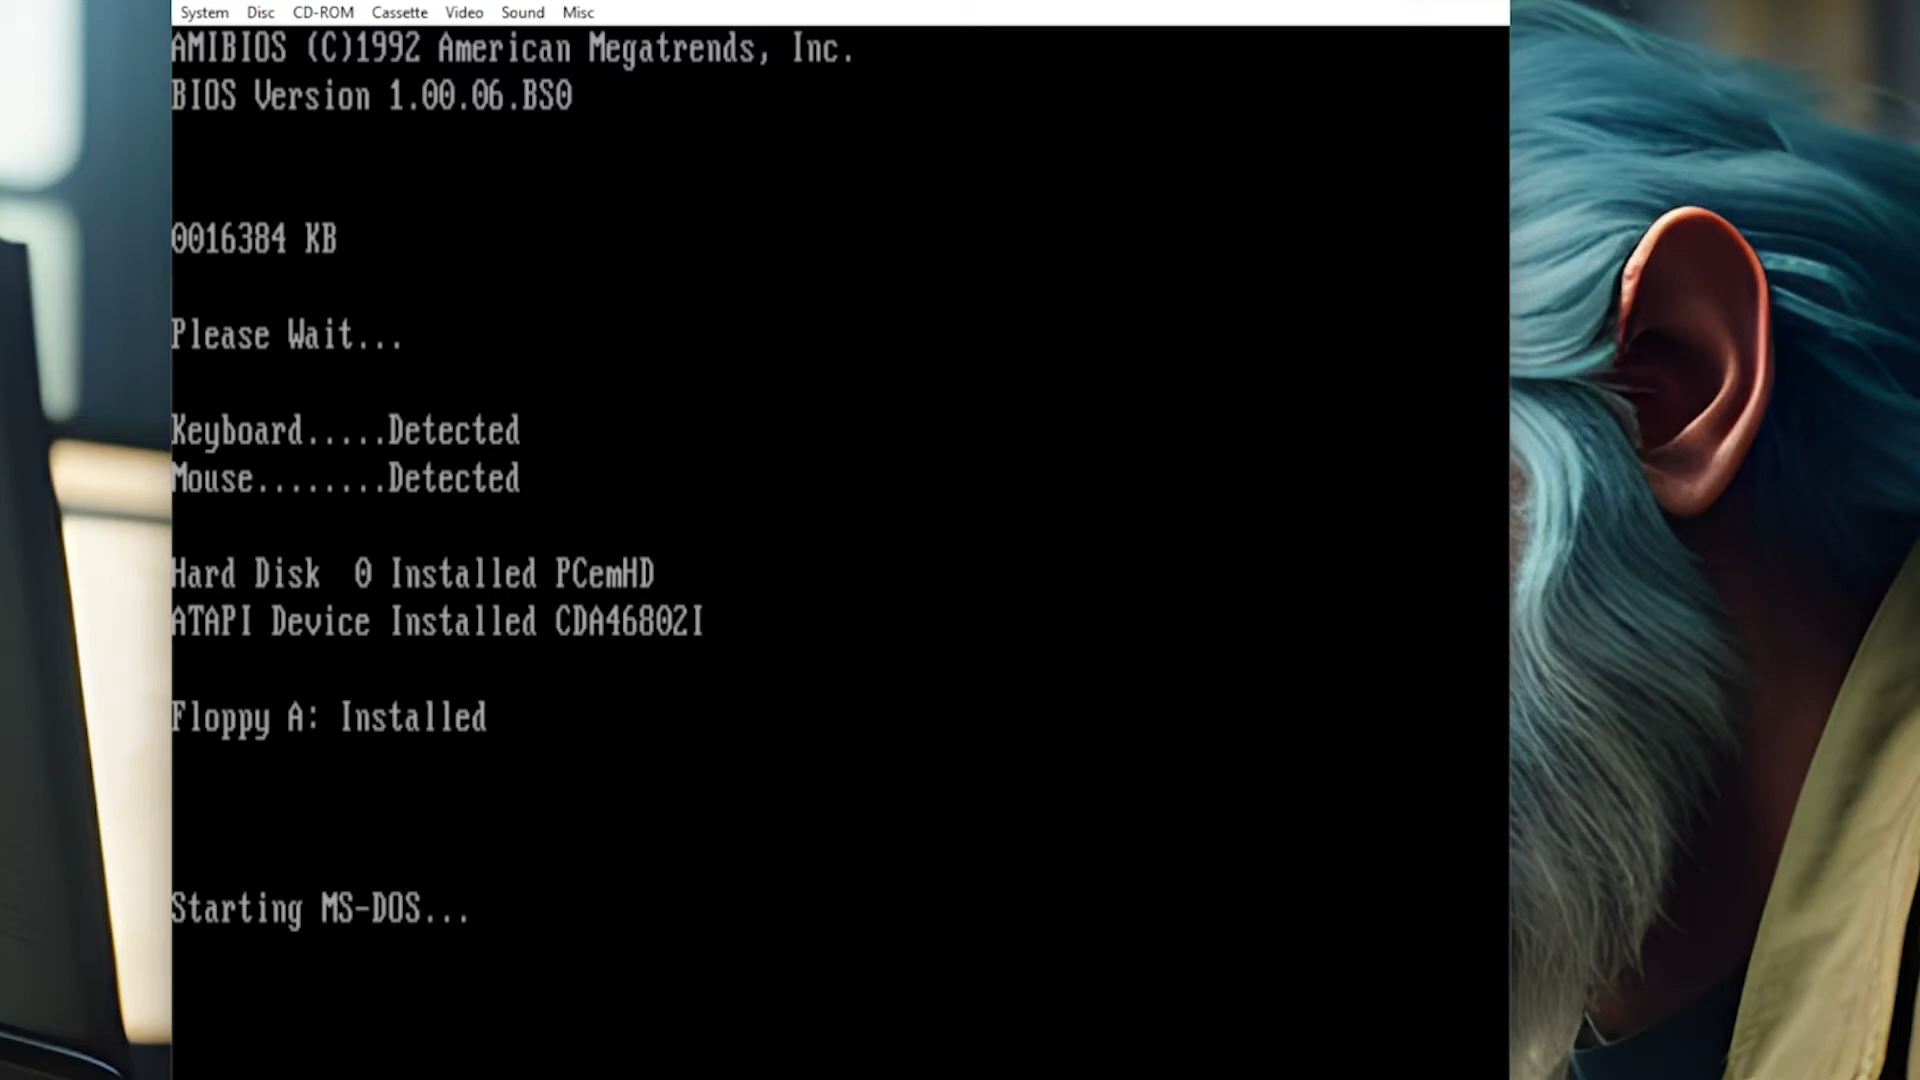 System Disc CD-ROM Cassette Video Sound Misc
AMIBIOS (C)1992 American Megatrends, Inc.
BIOS Version 1.00.06.BS0
0016384 KB
Please Wait...
Keyboard.....Detected
Mouse........Detected
Hard Disk  0 Installed PCemHD
ATAPI Device Installed CDA46802I
Floppy A: Installed
Starting MS-DOS...